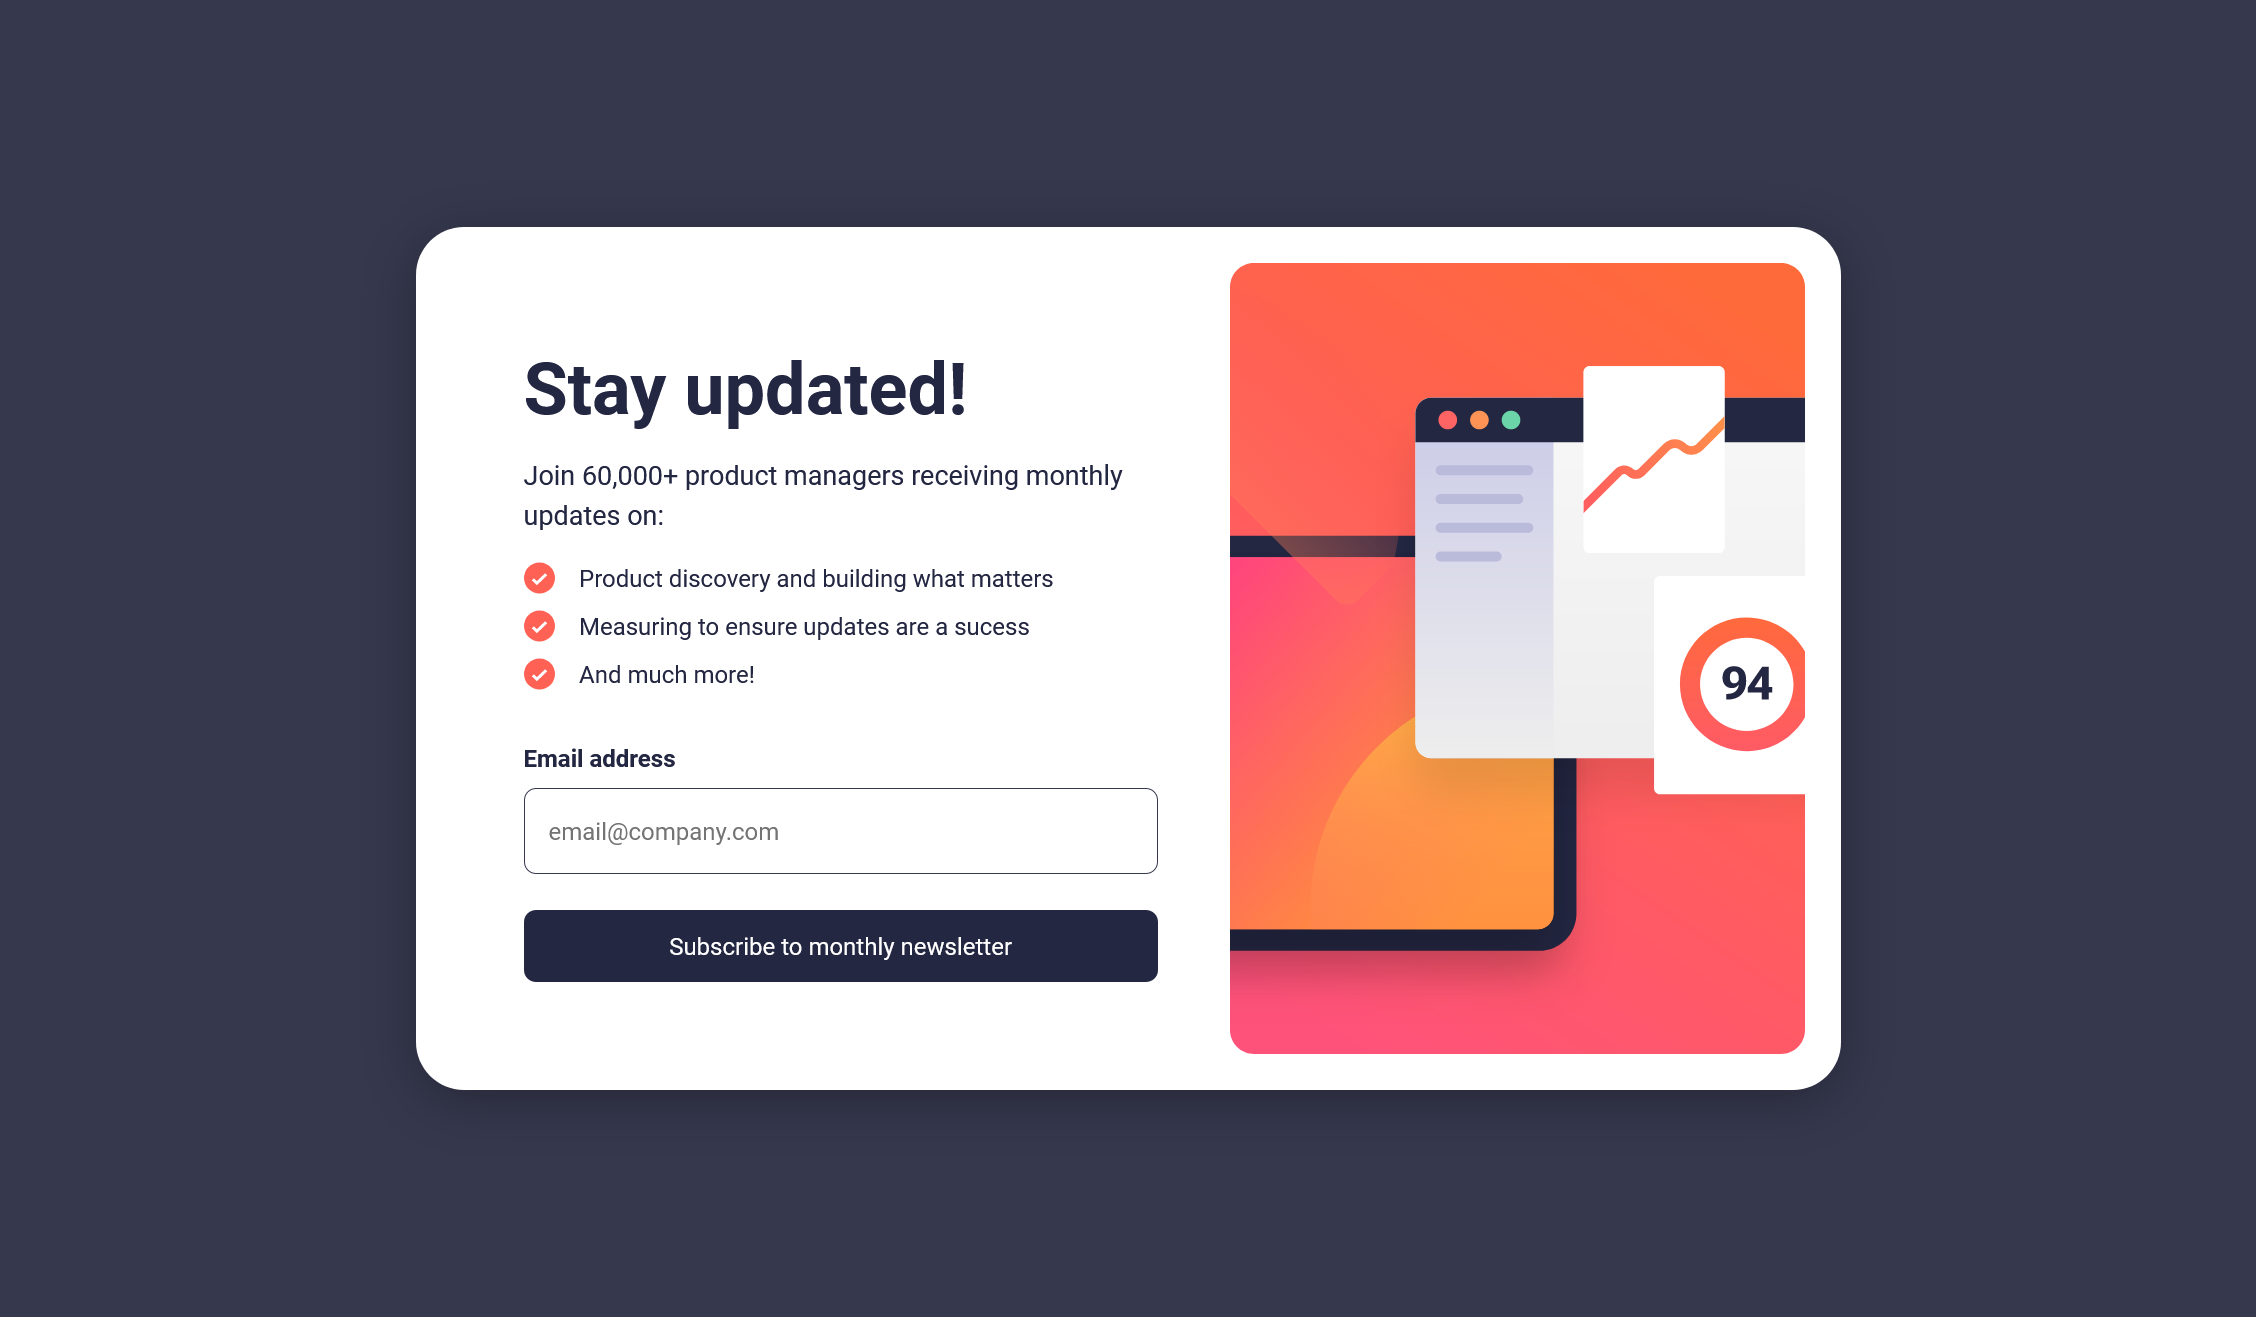 Stay updated!
Join 60,000+ product managers receiving monthly
updates on:
Product discovery and building what matters
Measuring to ensure updates are a sucess
And much more!
Email address
email@company.com
Subscribe to monthly newsletter
94